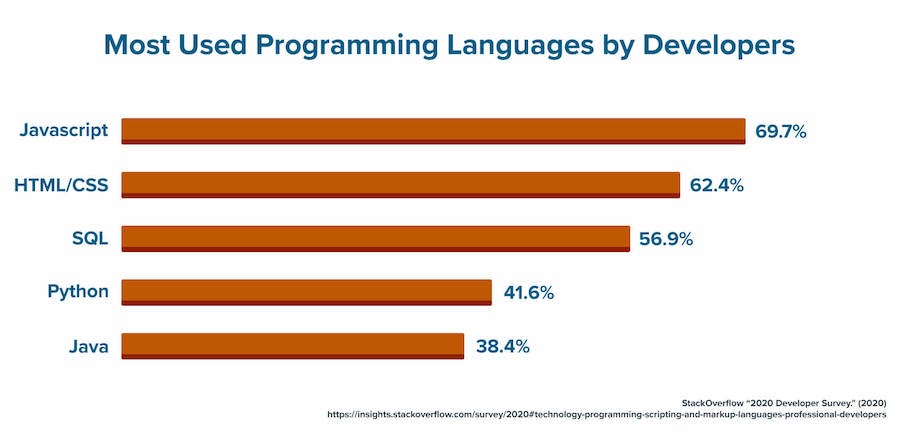 Most Used Programming Languages by Developers
Javascript 69.7%
HTML/CSS 62.4%
SQL 56.9%
Python 41.6%
Java 38.4%
StackOverflow “2020 Developer Survey.” (2020)
https://insights.stackoverflow.com/survey/2020#technology-programming-scripting-and-markup-languages-professional-developers